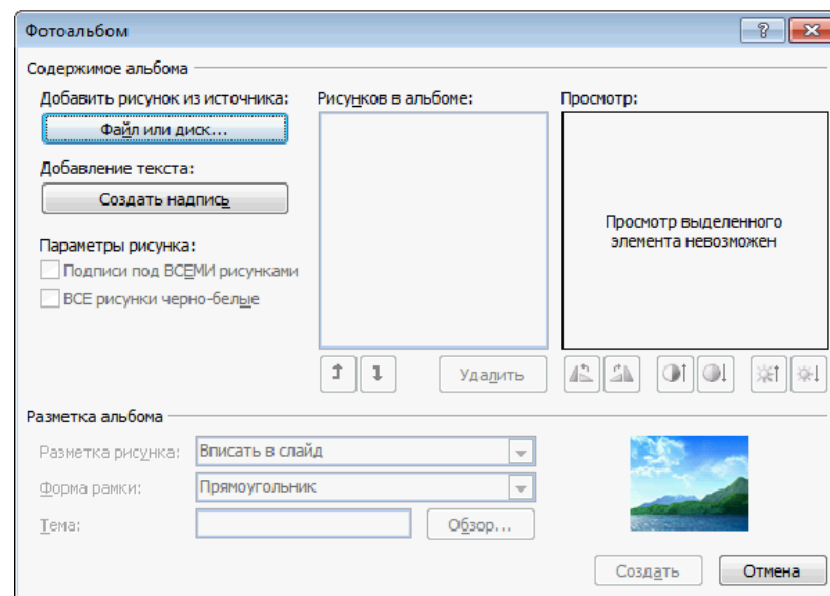 Фотоальбом
Содержимое альбома
Добавить рисунок из источника:
Рисунков в альбоме:
Просмотр:
Файл или диск...
Добавление текста:
Создать надпись
Просмотр выделенного
элемента невозможен
Параметры рисунка:
Подписи под ВСЕМИ рисунками
ВСЕ рисунки черно-белые
Удалить
Разметка альбома
Разметка рисунка:
Вписать в слайд
Форма рамки:
Прямоугольник
Тема:
Обзор...
Создать
Отмена